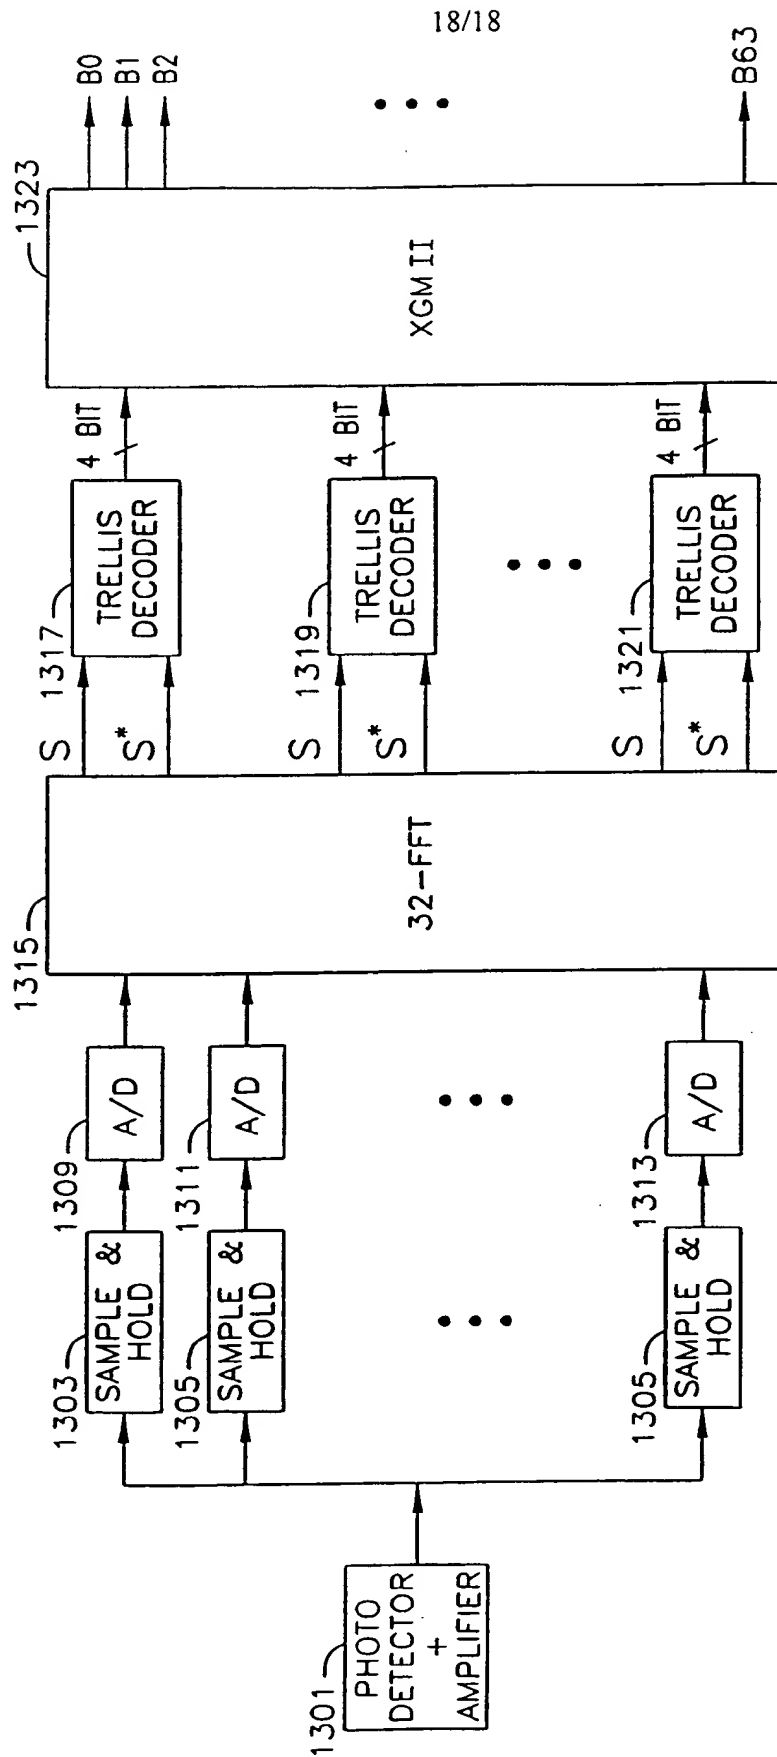 18/18
1301
PHOTO
DETECTOR
+
AMPLIFIER
1303
SAMPLE &
HOLD
1305
SAMPLE &
HOLD
1305
SAMPLE &
HOLD
1309
A/D
1311
A/D
1313
A/D
1315
32-FFT
S
S*
S
S*
S
S*
1317
TRELLIS
DECODER
1319
TRELLIS
DECODER
1321
TRELLIS
DECODER
4 BIT
4 BIT
4 BIT
1323
XGM II
B0
B1
B2
B63